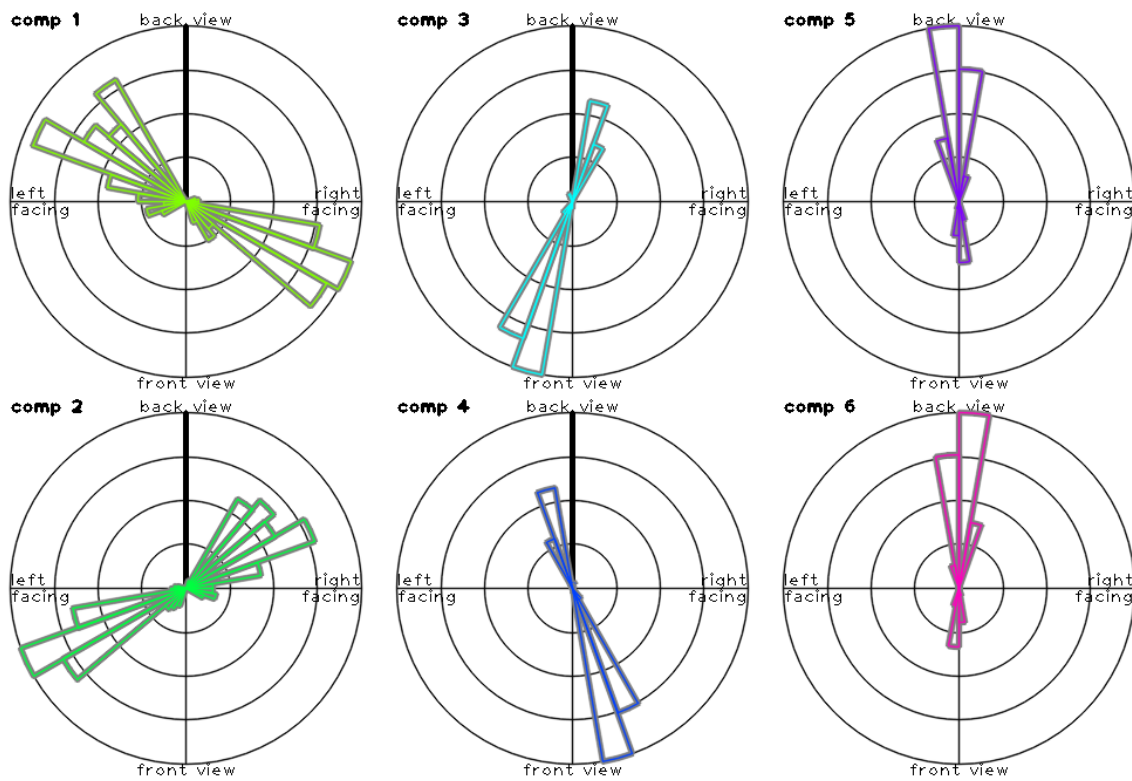 comp 1
back view
left
facing
right
facing
front view
comp 3
back view
left
facing
right
facing
front view
comp 5
back view
left
facing
right
facing
front view
comp 2
back view
left
facing
right
facing
front view
comp 4
back view
left
facing
right
facing
front view
comp 6
back view
left
facing
right
facing
front view